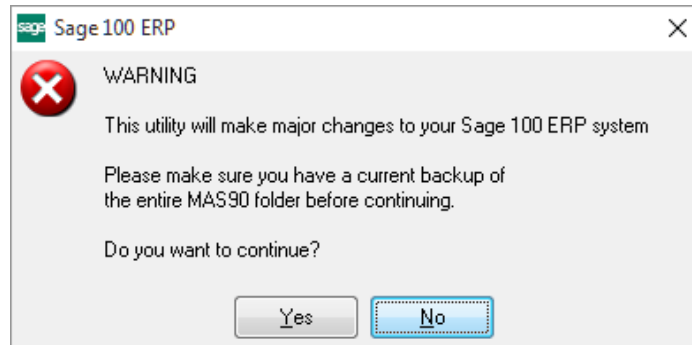 sage Sage 100 ERP
WARNING
This utility will make major changes to your Sage 100 ERP system
Please make sure you have a current backup of
the entire MAS90 folder before continuing.
Do you want to continue?
Yes No